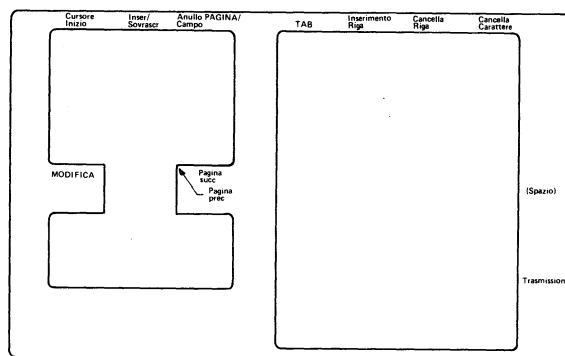 Cursore
Inizio
Inser/
Sovrascr
Anullo PAGINA/
Campo
TAB
Inserimento
Riga
Cancella
Riga
Cancella
Carattere
MODIFICA
Pagina
succ
Pagina
prec
(Spazio)
Trasmission